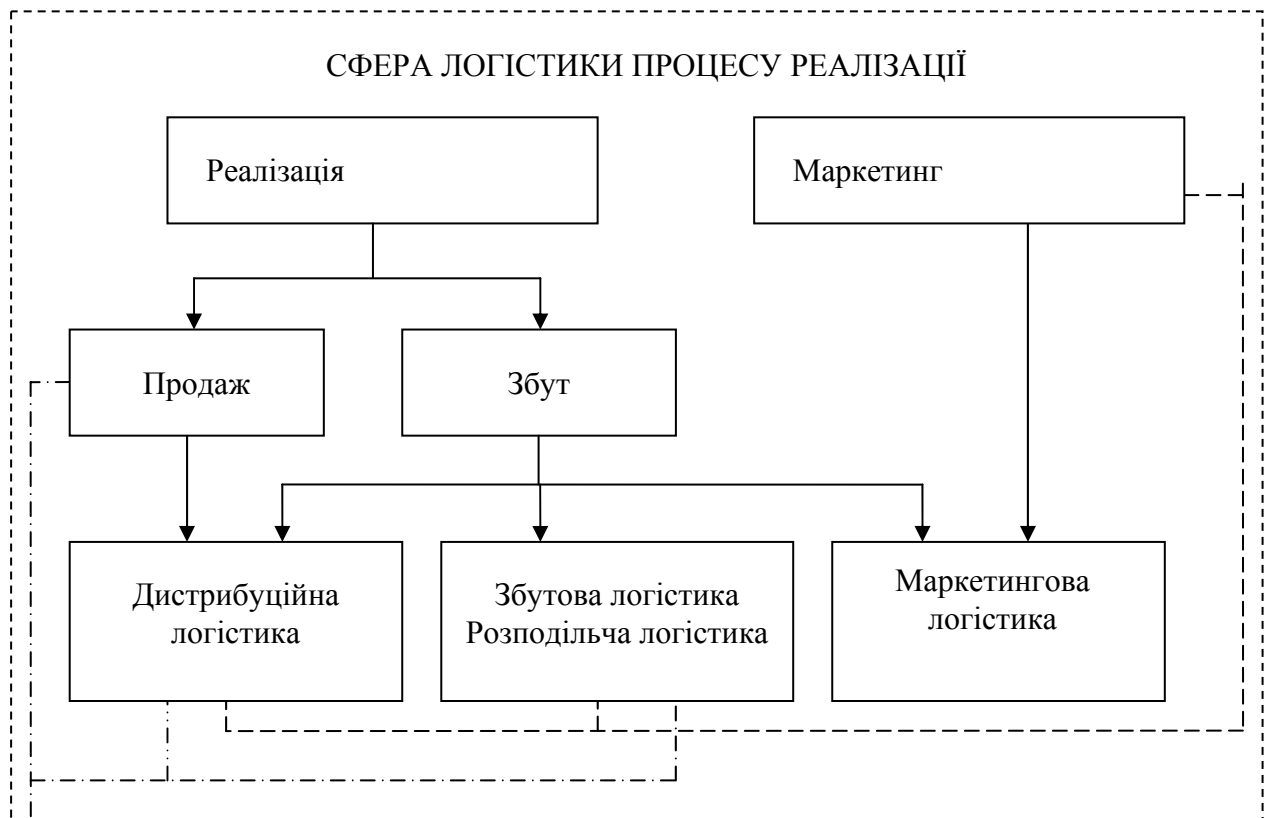 СФЕРА ЛОГІСТИКИ ПРОЦЕСУ РЕАЛІЗАЦІЇ
Реалізація
Маркетинг
Продаж
Збут
Дистрибуційна
логістика
Збутова логістика
Розподільча логістика
Маркетингова
логістика